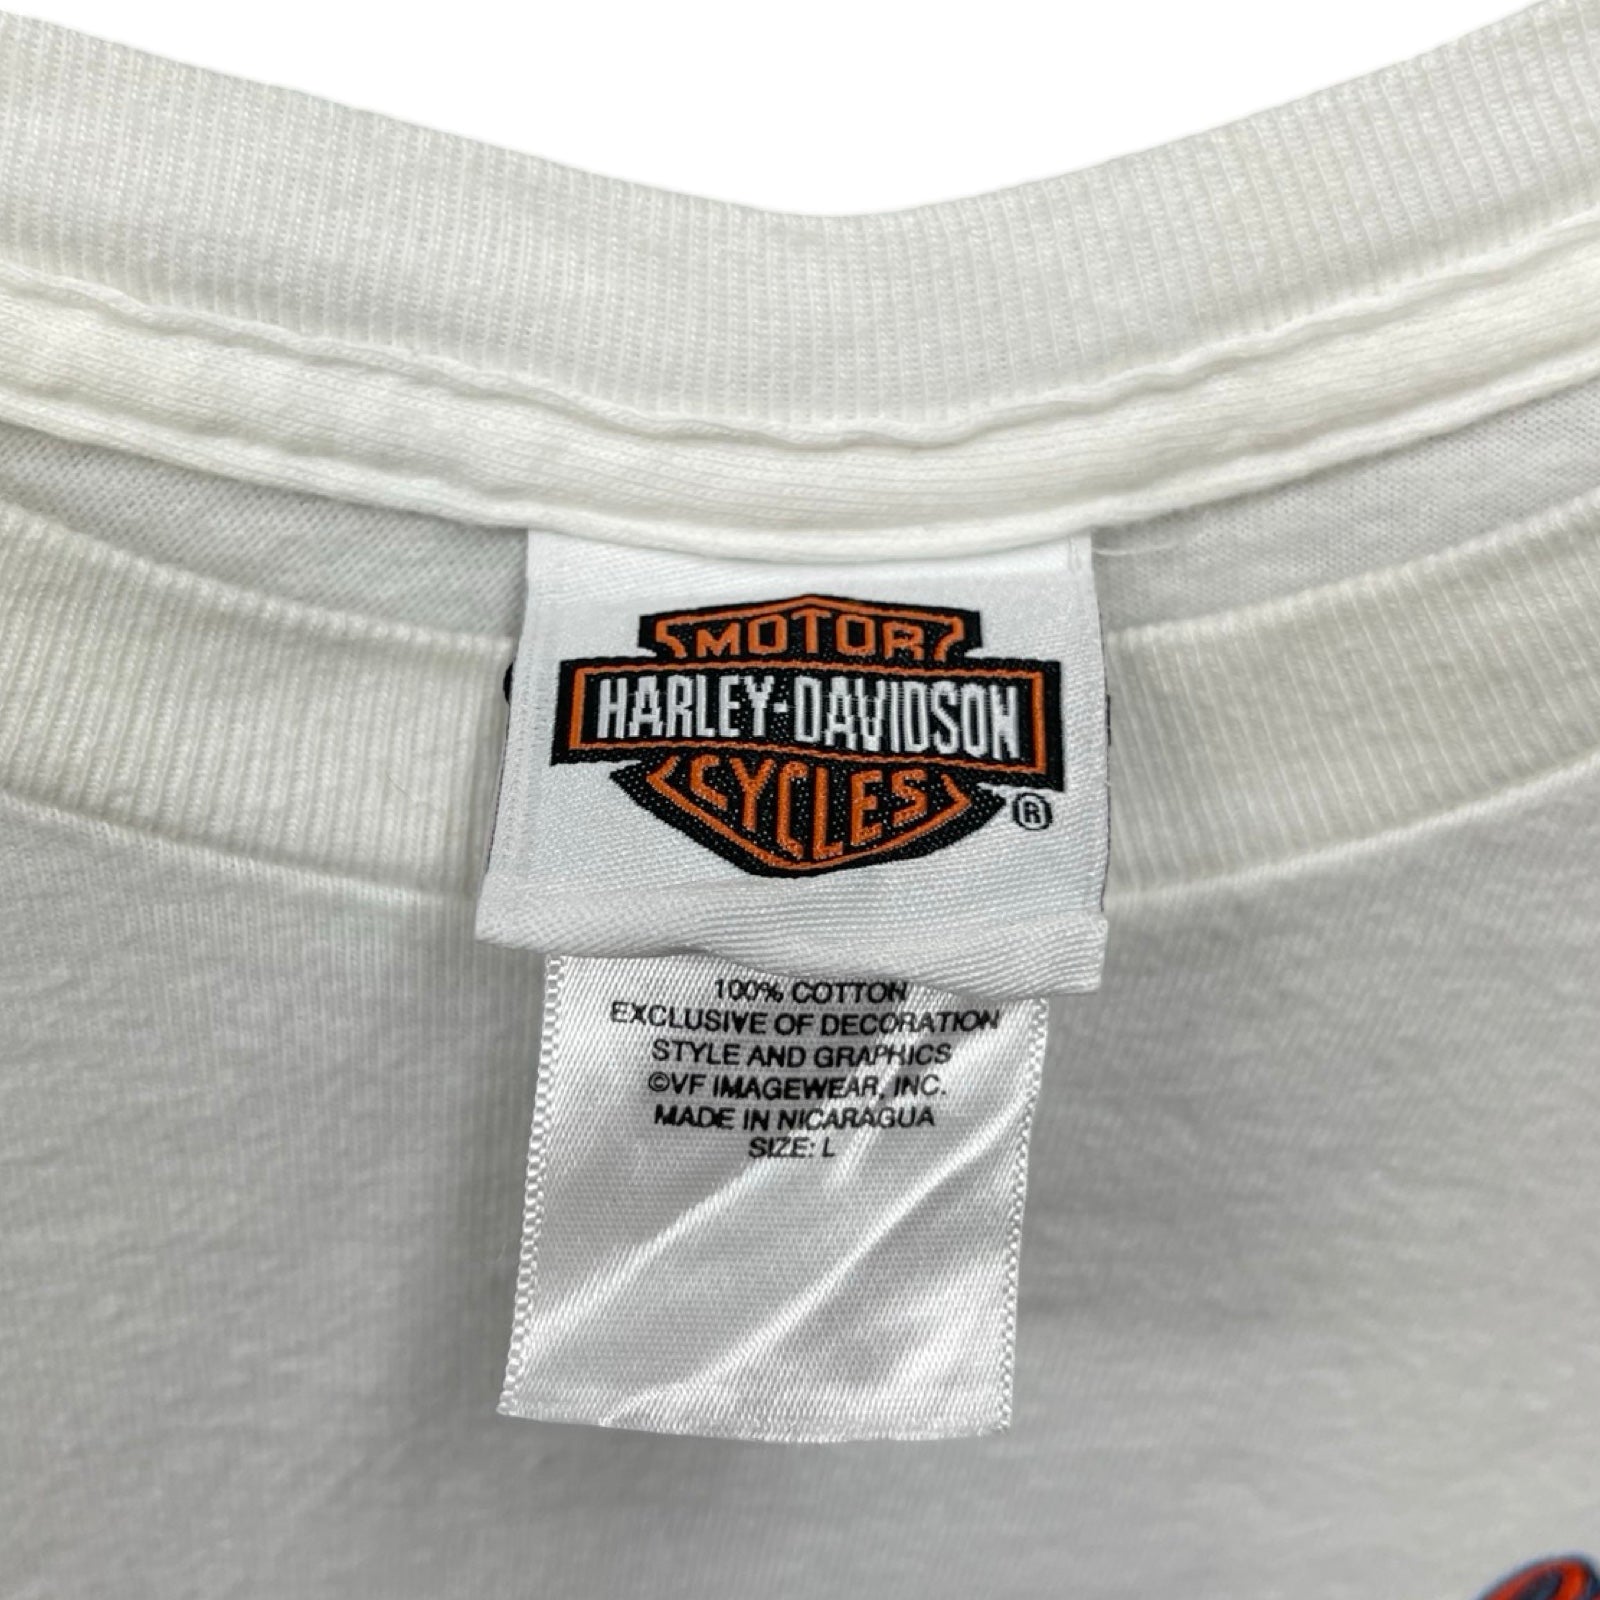 MOTOR
HARLEY-DAVIDSON
CYCLES
®
100% COTTON
EXCLUSIVE OF DECORATION
STYLE AND GRAPHICS
©VF IMAGEWEAR, INC.
MADE IN NICARAGUA
SIZE: L